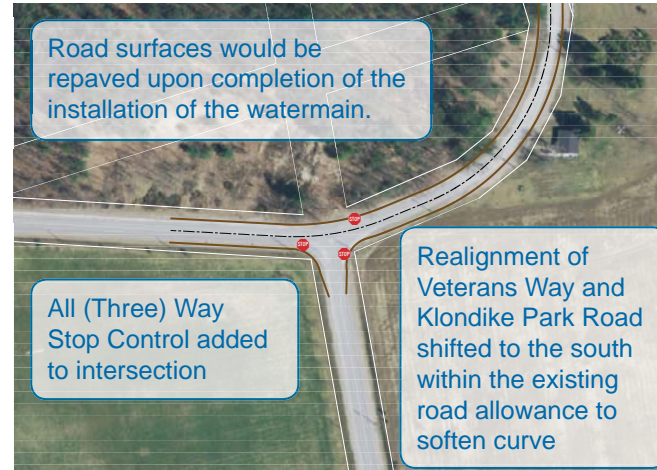 Road surfaces would be
repaved upon completion of the
installation of the watermain.
STOP
STOP
STOP
All (Three) Way
Stop Control added
to intersection
Realignment of
Veterans Way and
Klondike Park Road
shifted to the south
within the existing
road allowance to
soften curve